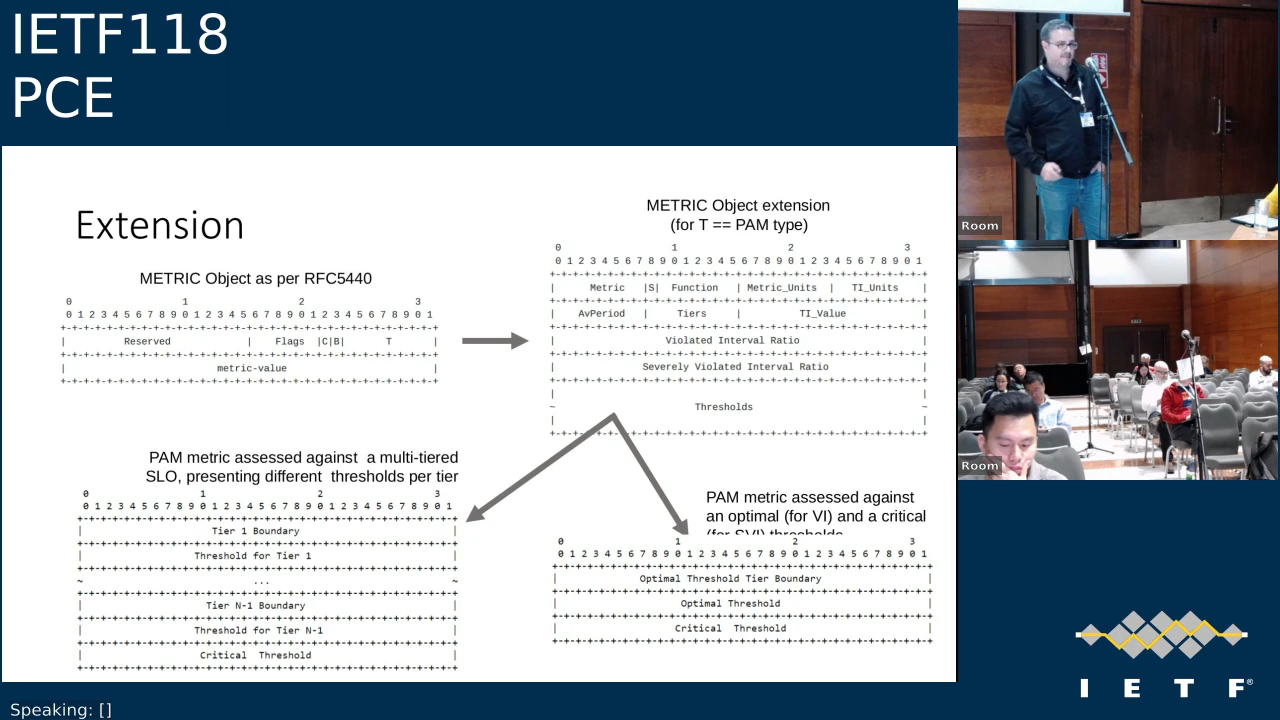 IETF118
PCE
Extension
METRIC Object as per RFC5440
0 1 2 3
0 1 2 3 4 5 6 7 8 9 0 1 2 3 4 5 6 7 8 9 0 1 2 3 4 5 6 7 8 9 0 1
+-+-+-+-+-+-+-+-+-+-+-+-+-+-+-+-+-+-+-+-+-+-+-+-+-+-+-+-+-+-+-+-+
| Reserved | Flags |C|B| T |
+-+-+-+-+-+-+-+-+-+-+-+-+-+-+-+-+-+-+-+-+-+-+-+-+-+-+-+-+-+-+-+-+
| metric-value |
+-+-+-+-+-+-+-+-+-+-+-+-+-+-+-+-+-+-+-+-+-+-+-+-+-+-+-+-+-+-+-+-+
METRIC Object extension
(for T == PAM type)
0 1 2 3
0 1 2 3 4 5 6 7 8 9 0 1 2 3 4 5 6 7 8 9 0 1 2 3 4 5 6 7 8 9 0 1
+-+-+-+-+-+-+-+-+-+-+-+-+-+-+-+-+-+-+-+-+-+-+-+-+-+-+-+-+-+-+-+-+
| Metric |S| Function | Metric_Units | TI_Units |
+-+-+-+-+-+-+-+-+-+-+-+-+-+-+-+-+-+-+-+-+-+-+-+-+-+-+-+-+-+-+-+-+
| AvPeriod | Tiers | TI_Value |
+-+-+-+-+-+-+-+-+-+-+-+-+-+-+-+-+-+-+-+-+-+-+-+-+-+-+-+-+-+-+-+-+
| Violated Interval Ratio |
+-+-+-+-+-+-+-+-+-+-+-+-+-+-+-+-+-+-+-+-+-+-+-+-+-+-+-+-+-+-+-+-+
| Severely Violated Interval Ratio |
+-+-+-+-+-+-+-+-+-+-+-+-+-+-+-+-+-+-+-+-+-+-+-+-+-+-+-+-+-+-+-+-+
| |
~ Thresholds ~
| |
+-+-+-+-+-+-+-+-+-+-+-+-+-+-+-+-+-+-+-+-+-+-+-+-+-+-+-+-+-+-+-+-+
PAM metric assessed against a multi-tiered
SLO, presenting different thresholds per tier
0 1 2 3
0 1 2 3 4 5 6 7 8 9 0 1 2 3 4 5 6 7 8 9 0 1 2 3 4 5 6 7 8 9 0 1
+-+-+-+-+-+-+-+-+-+-+-+-+-+-+-+-+-+-+-+-+-+-+-+-+-+-+-+-+-+-+-+-+
| Tier 1 Boundary |
+-+-+-+-+-+-+-+-+-+-+-+-+-+-+-+-+-+-+-+-+-+-+-+-+-+-+-+-+-+-+-+-+
| Threshold for Tier 1 |
+-+-+-+-+-+-+-+-+-+-+-+-+-+-+-+-+-+-+-+-+-+-+-+-+-+-+-+-+-+-+-+-+
~ ... ~
+-+-+-+-+-+-+-+-+-+-+-+-+-+-+-+-+-+-+-+-+-+-+-+-+-+-+-+-+-+-+-+-+
| Tier N-1 Boundary |
+-+-+-+-+-+-+-+-+-+-+-+-+-+-+-+-+-+-+-+-+-+-+-+-+-+-+-+-+-+-+-+-+
| Threshold for Tier N-1 |
+-+-+-+-+-+-+-+-+-+-+-+-+-+-+-+-+-+-+-+-+-+-+-+-+-+-+-+-+-+-+-+-+
| Critical Threshold |
+-+-+-+-+-+-+-+-+-+-+-+-+-+-+-+-+-+-+-+-+-+-+-+-+-+-+-+-+-+-+-+-+
PAM metric assessed against
an optimal (for VI) and a critical
(for SVI) thresholds
0 1 2 3
0 1 2 3 4 5 6 7 8 9 0 1 2 3 4 5 6 7 8 9 0 1 2 3 4 5 6 7 8 9 0 1
+-+-+-+-+-+-+-+-+-+-+-+-+-+-+-+-+-+-+-+-+-+-+-+-+-+-+-+-+-+-+-+-+
| Optimal Threshold Tier Boundary |
+-+-+-+-+-+-+-+-+-+-+-+-+-+-+-+-+-+-+-+-+-+-+-+-+-+-+-+-+-+-+-+-+
| Optimal Threshold |
+-+-+-+-+-+-+-+-+-+-+-+-+-+-+-+-+-+-+-+-+-+-+-+-+-+-+-+-+-+-+-+-+
| Critical Threshold |
+-+-+-+-+-+-+-+-+-+-+-+-+-+-+-+-+-+-+-+-+-+-+-+-+-+-+-+-+-+-+-+-+
Room
Room
I E T F®
Speaking: []